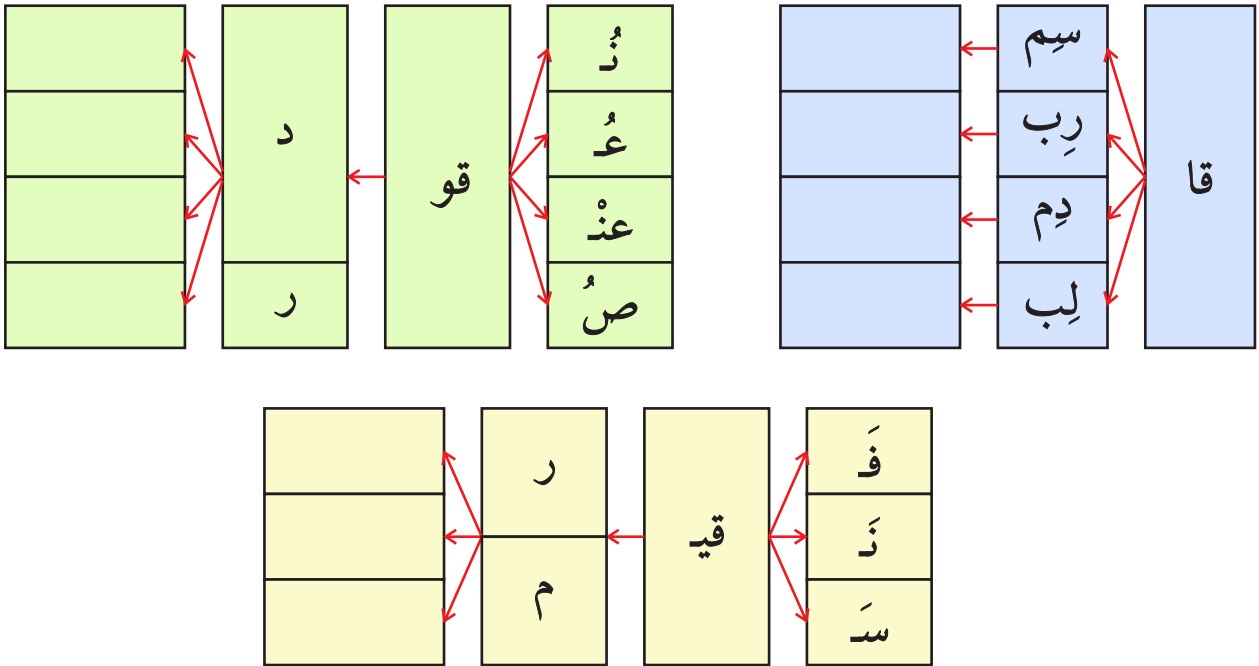 قا
سِم
رِب
دِم
لِب
نُـ
عُـ
عنْـ
صُ
قو
د
ر
فَـ
نَـ
سَـ
قيـ
ر
م